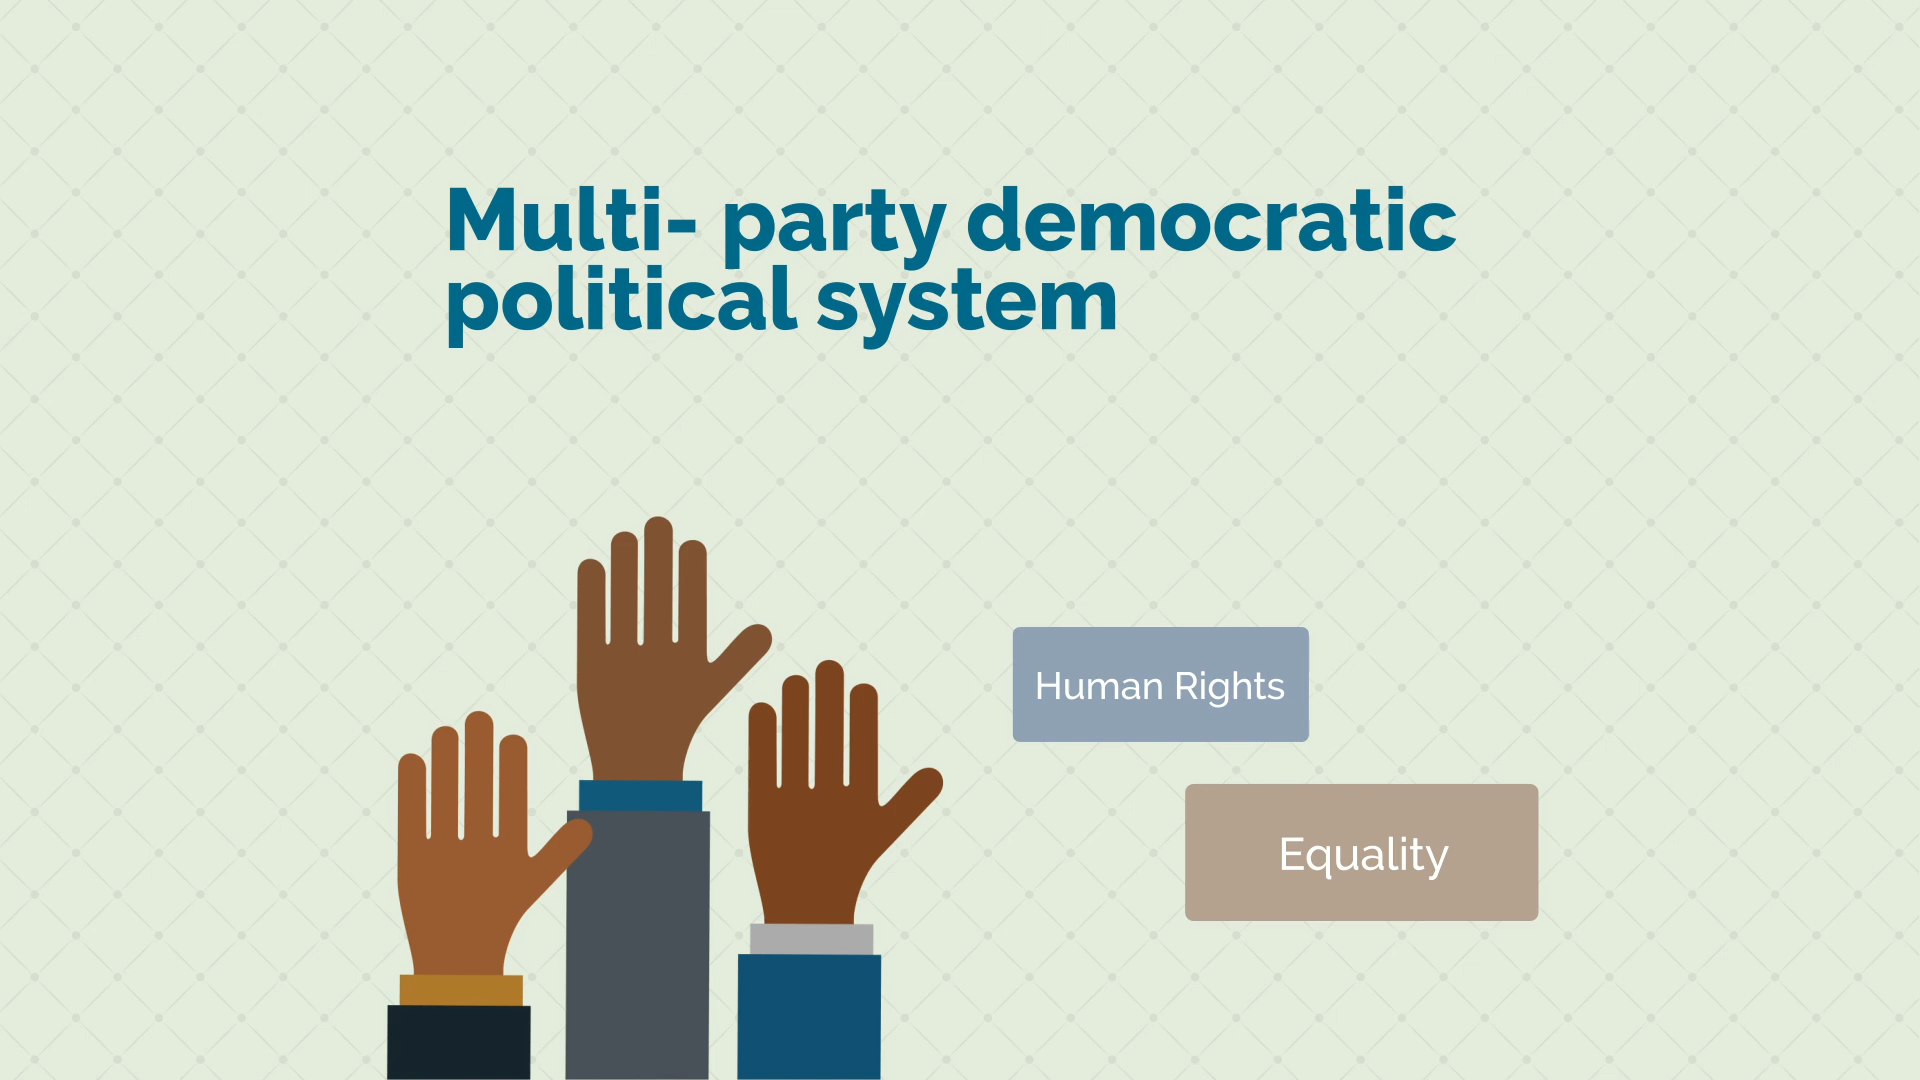 Multi- party democratic
political system
Human Rights
Equality